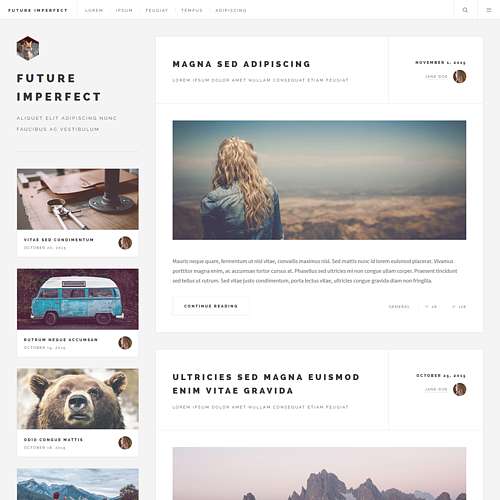 FUTURE IMPERFECT
LOREM
IPSUM
FEUGIAT
TEMPUS
ADIPISCING
FUTURE
IMPERFECT
ALIQUET ELIT ADIPISCING NUNC
FAUCIBUS AC VESTIBULUM
VITAE SED CONDIMENTUM
OCTOBER 20, 2015
RUTRUM NEQUE ACCUMSAN
OCTOBER 19, 2015
ODIO CONGUE MATTIS
OCTOBER 18, 2015
MAGNA SED ADIPISCING
LOREM IPSUM DOLOR AMET NULLAM CONSEQUAT ETIAM FEUGIAT
NOVEMBER 1, 2015
JANE DOE
Mauris neque quam, fermentum ut nisl vitae, convallis maximus nisl. Sed mattis nunc id lorem euismod placerat. Vivamus
porttitor magna enim, ac accumsan tortor cursus at. Phasellus sed ultricies mi non congue ullam corper. Praesent tincidunt
sed tellus ut rutrum. Sed vitae justo condimentum, porta lectus vitae, ultricies congue gravida diam non fringilla.
CONTINUE READING
GENERAL
28
128
ULTRICIES SED MAGNA EUISMOD
ENIM VITAE GRAVIDA
LOREM IPSUM DOLOR AMET NULLAM CONSEQUAT ETIAM FEUGIAT
OCTOBER 25, 2015
JANE DOE